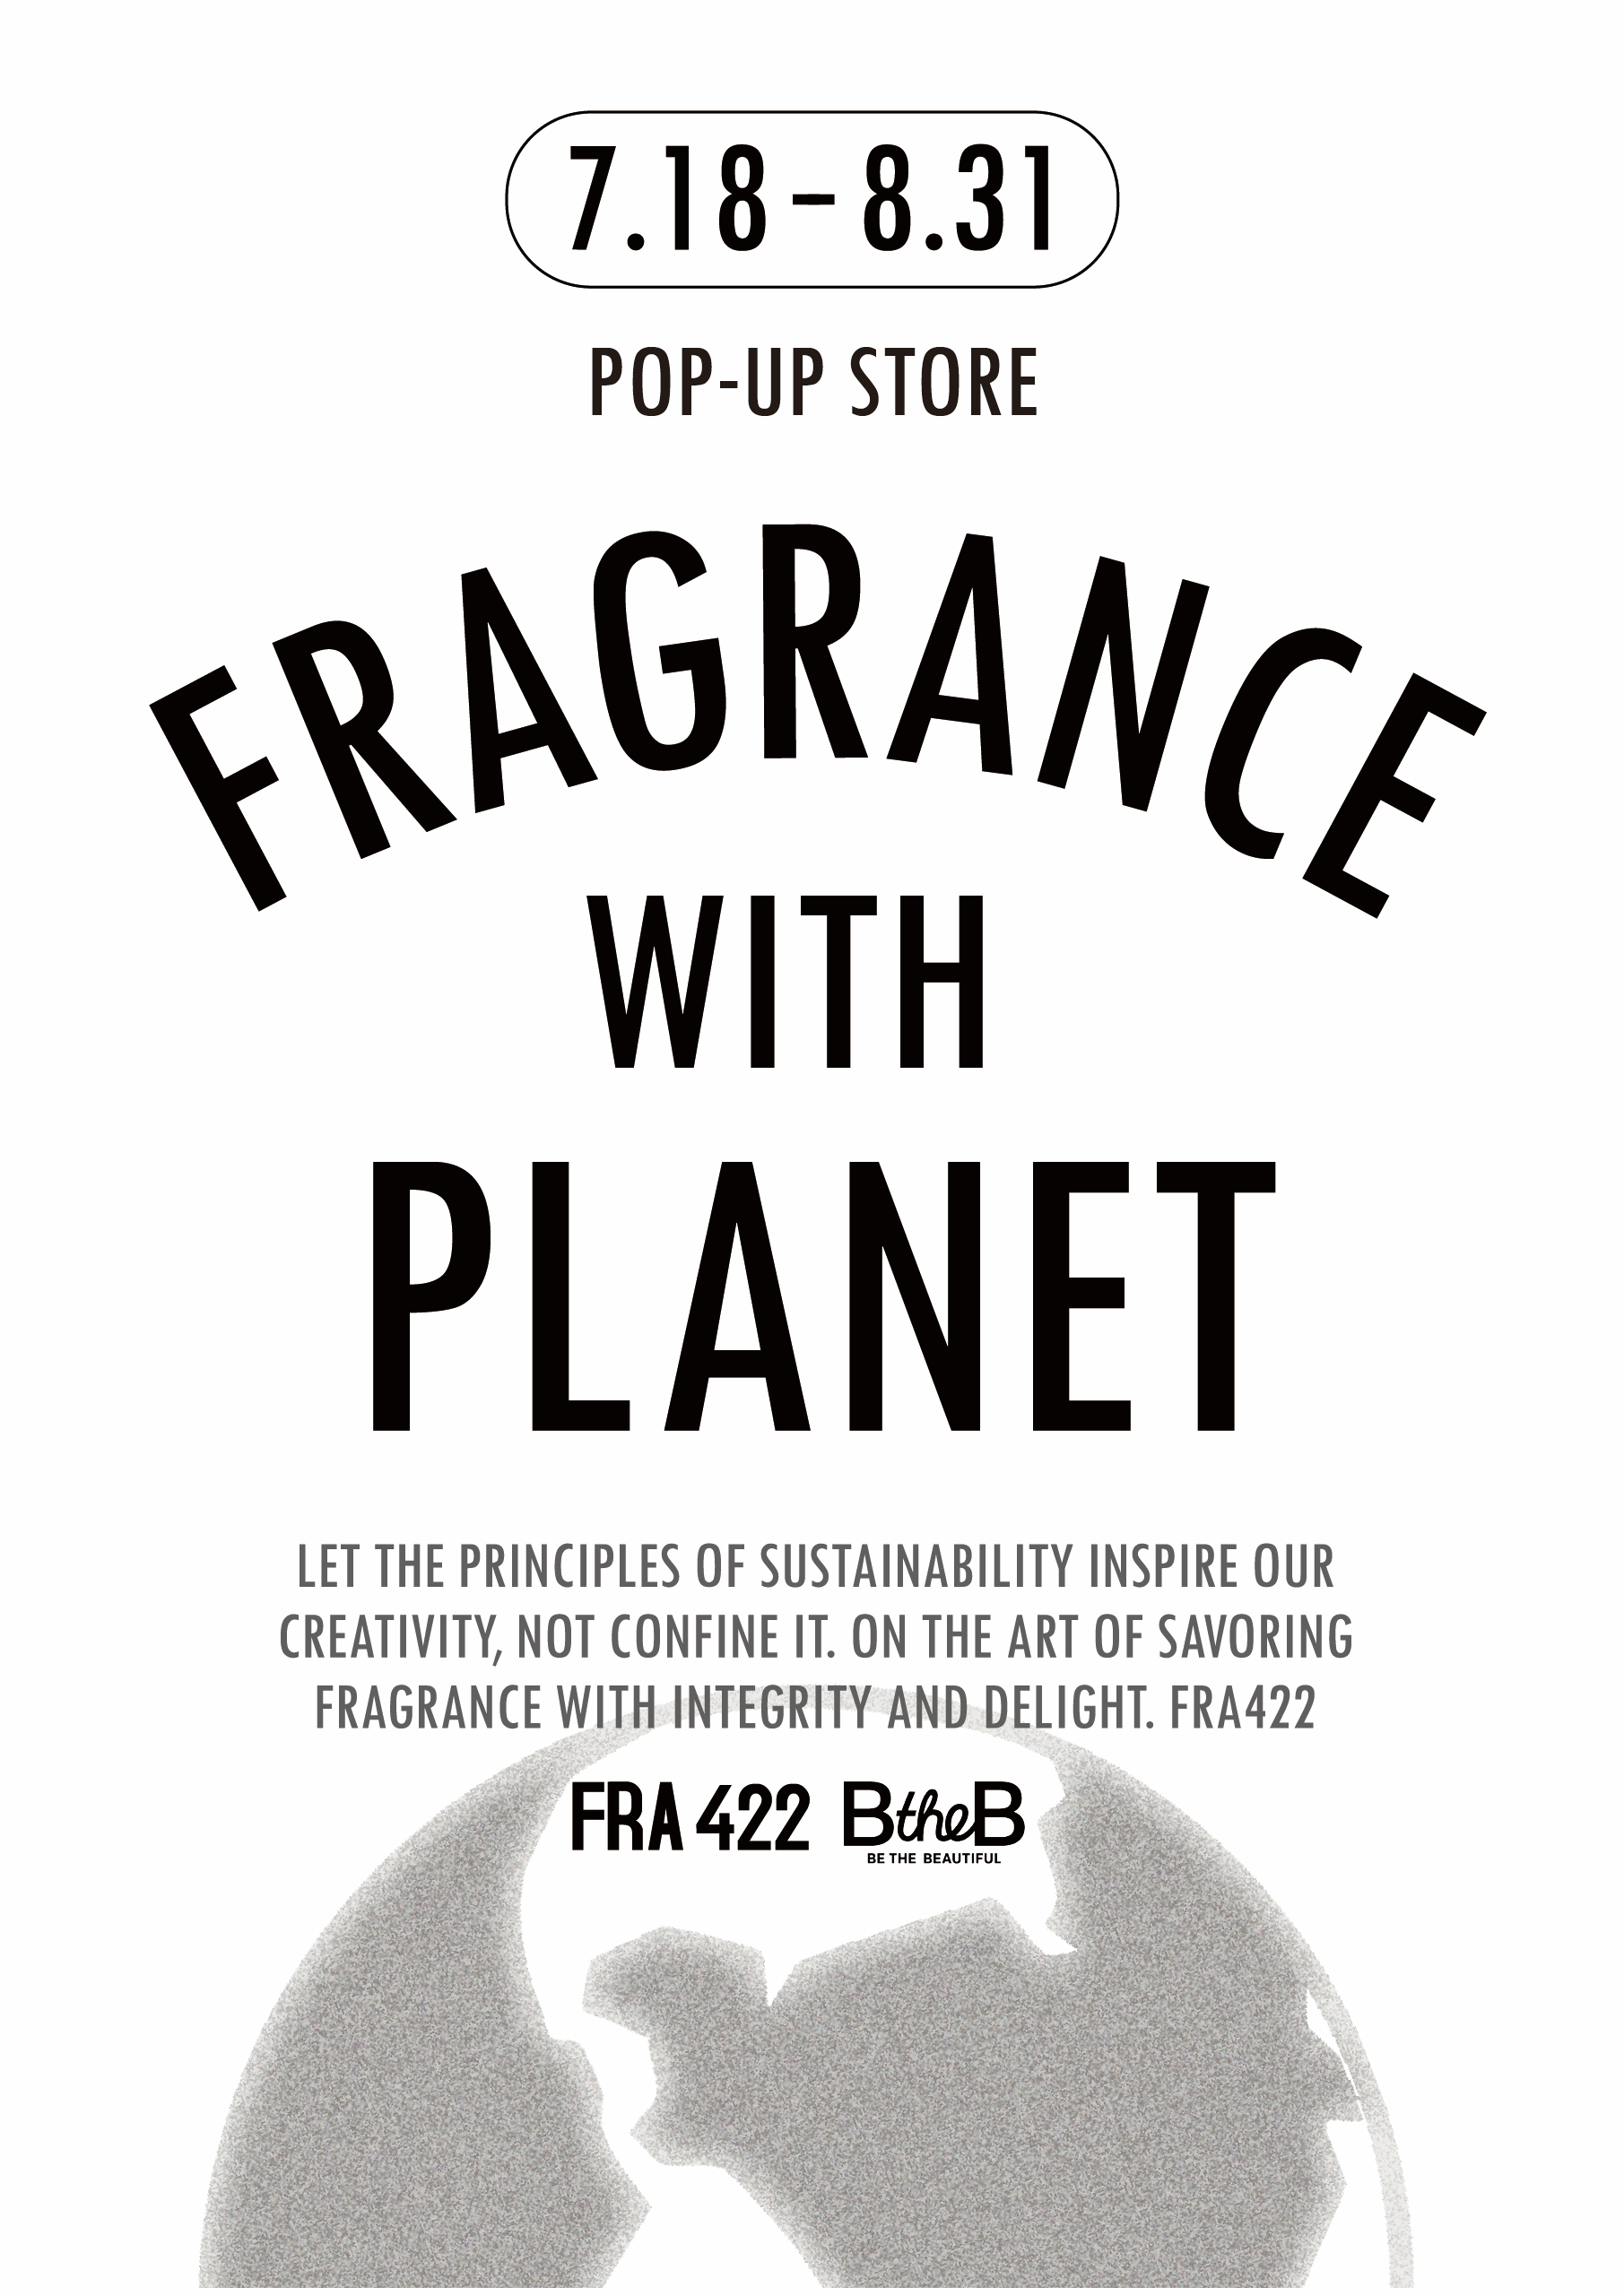 7.18 – 8.31
POP-UP STORE
FRAGRANCE
WITH
PLANET
LET THE PRINCIPLES OF SUSTAINABILITY INSPIRE OUR
CREATIVITY, NOT CONFINE IT. ON THE ART OF SAVORING
FRAGRANCE WITH INTEGRITY AND DELIGHT. FRA422
FRA 422 BtheB
BE THE BEAUTIFUL